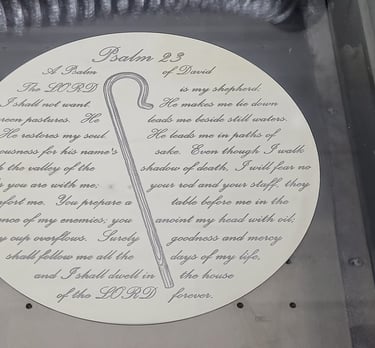 Psalm 23
A Psalm of David
The LORD is my shepherd.
I shall not want. He makes me lie down
green pastures. He leads me beside still waters.
He restores my soul He leads me in paths of
ousness for his name's sake. Even though I walk
the valley of the shadow of death, I will fear no
you are with me; your rod and your staff, they
fort me. You prepare a table before me in the
ence of my enemies; you anoint my head with oil;
cup overflows. Surely goodness and mercy
shall follow me all the days of my life,
and I shall dwell in the house
of the LORD forever.